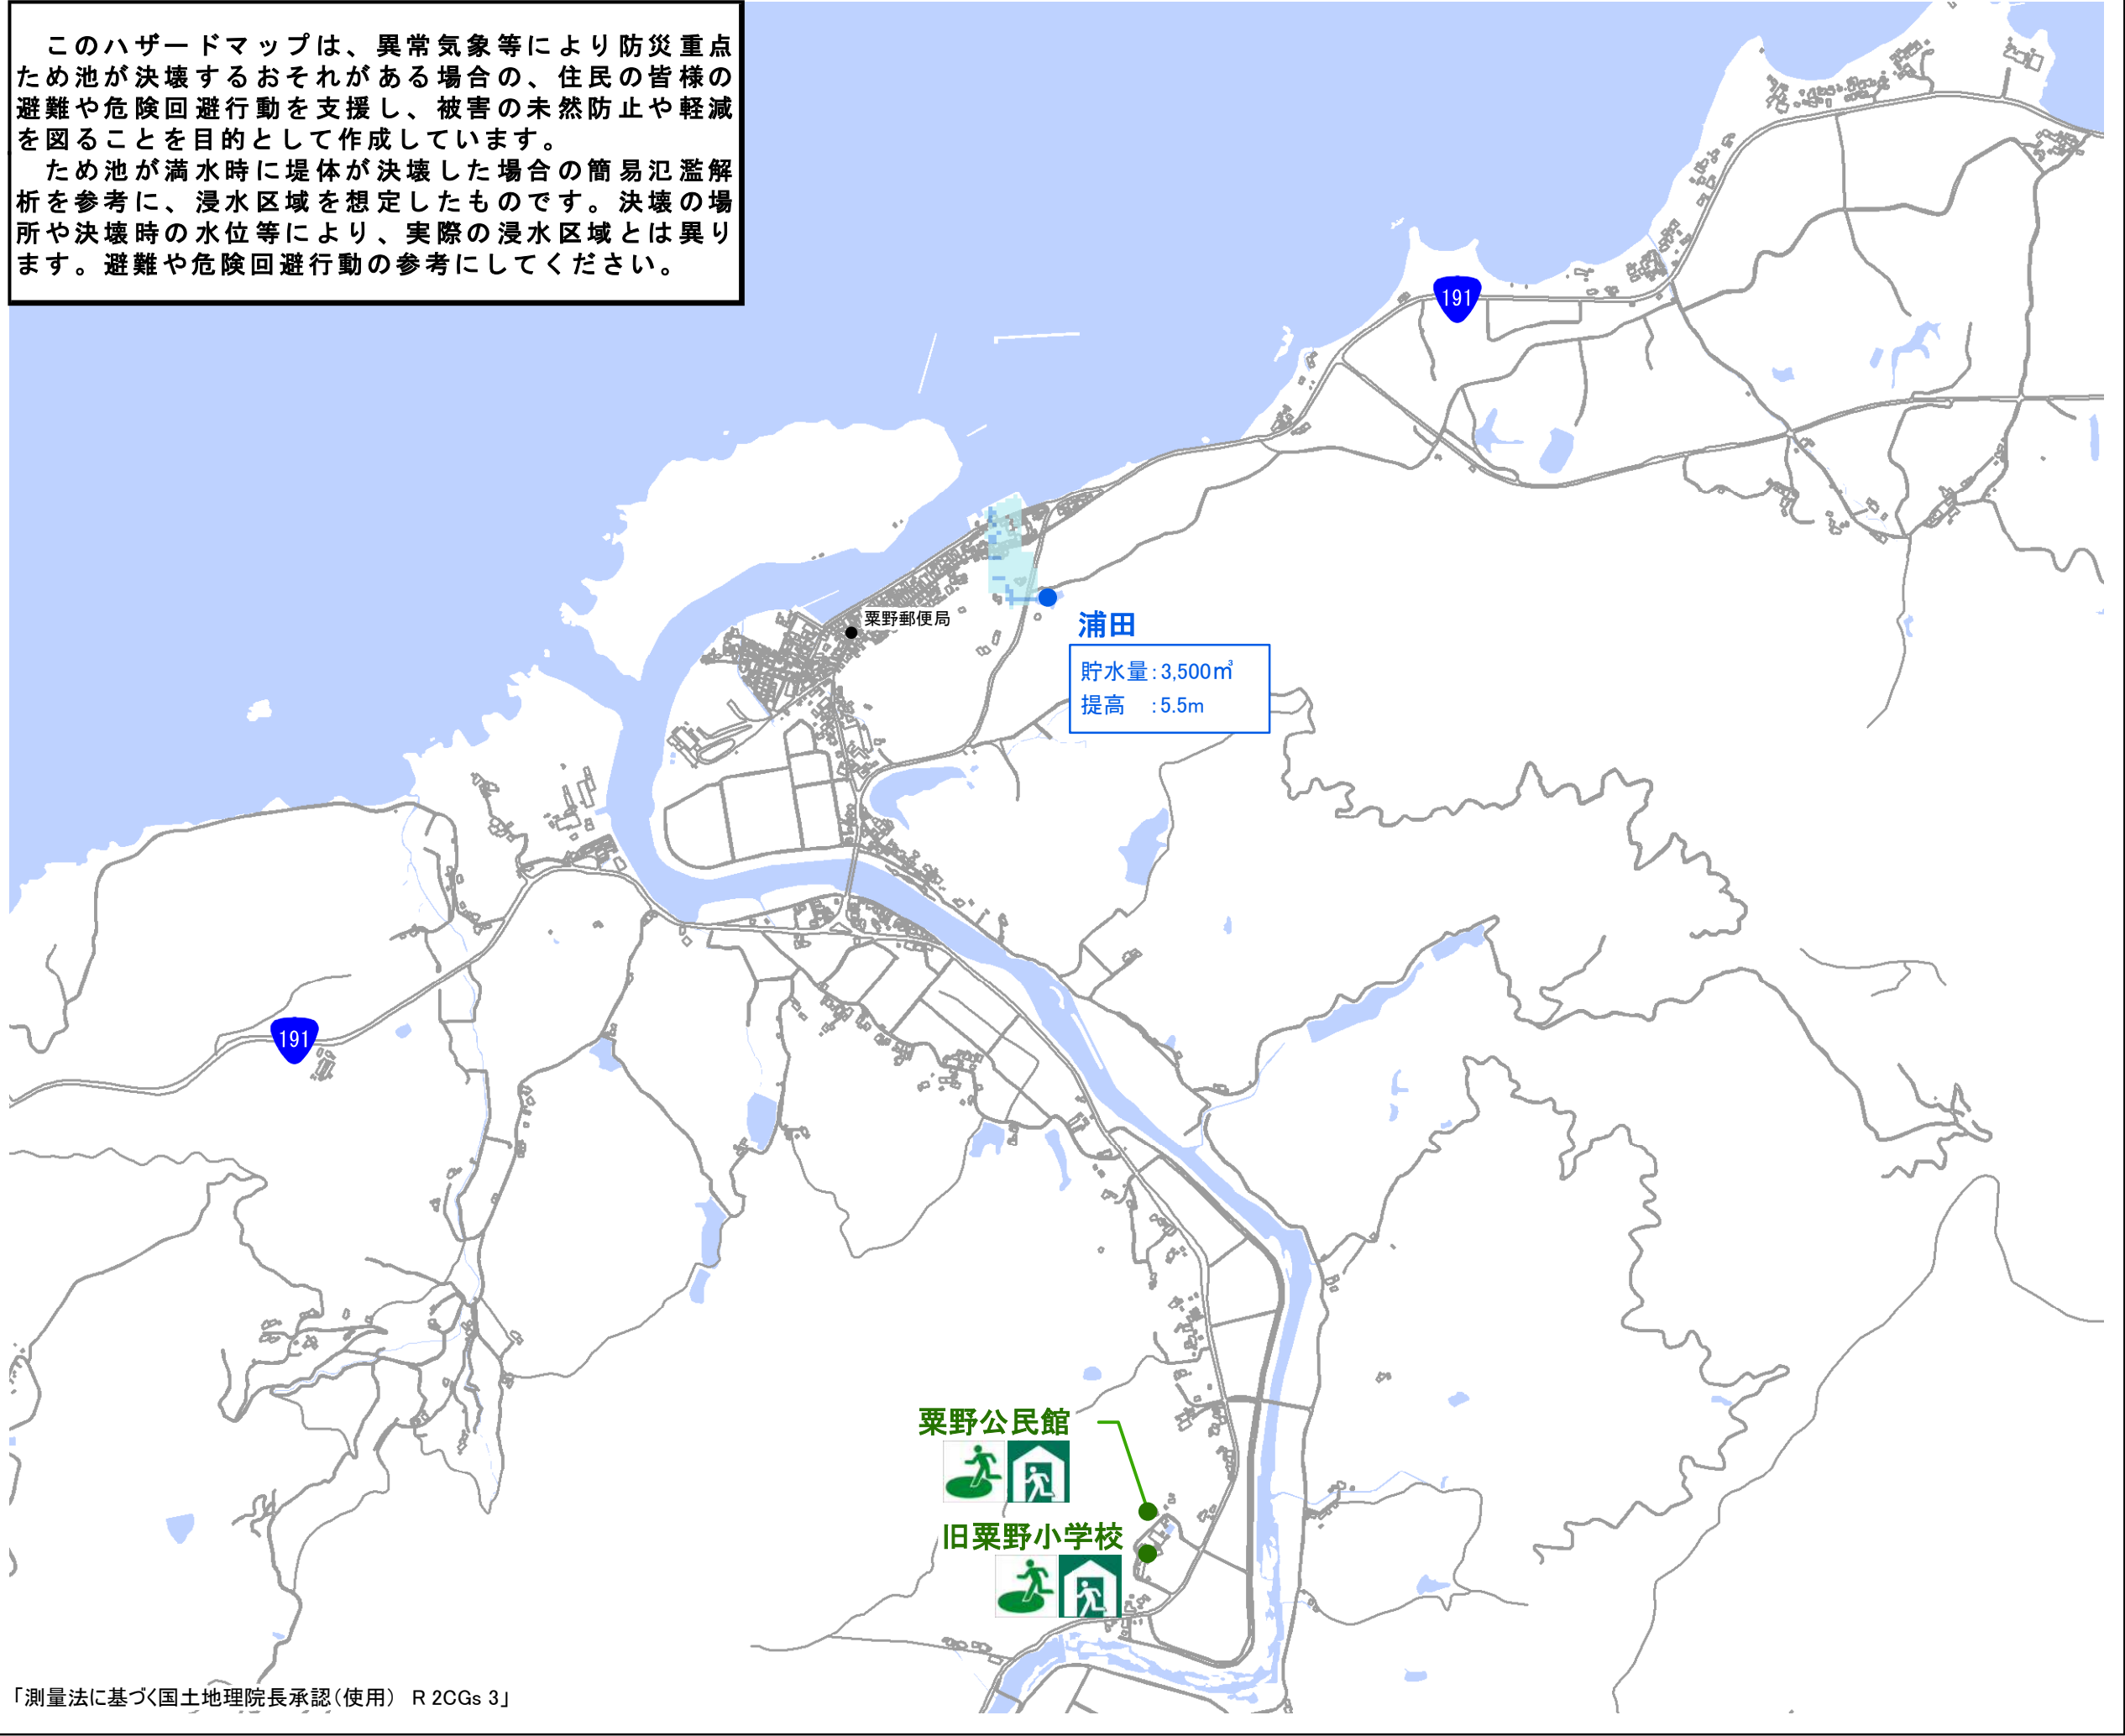 このハザードマップは、異常気象等により防災重点
ため池が決壊するおそれがある場合の、住民の皆様の
避難や危険回避行動を支援し、被害の未然防止や軽減
を図ることを目的として作成しています。
ため池が満水時に堤体が決壊した場合の簡易氾濫解
析を参考に、浸水区域を想定したものです。決壊の場
所や決壊時の水位等により、実際の浸水区域とは異り
ます。避難や危険回避行動の参考にしてください。
191
粟野郵便局
浦田
貯水量:3,500㎥
提高 :5.5m
191
粟野公民館
旧粟野小学校
「測量法に基づく国土地理院長承認(使用) R 2CGs 3」